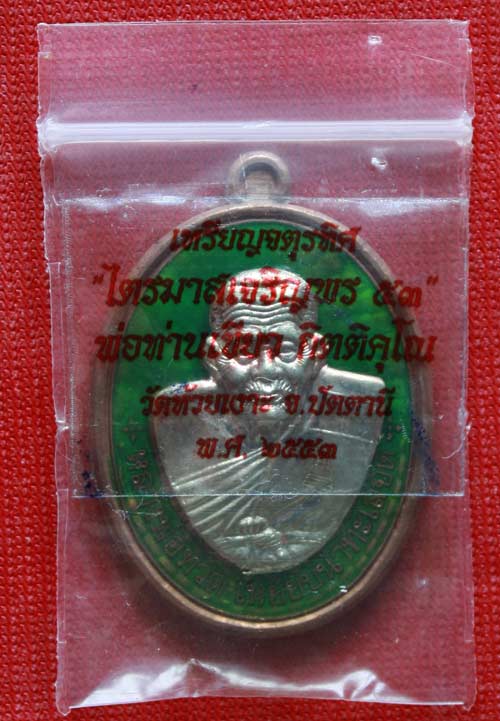 เหรียญจตุรทิศ
"ไตรมาสเจริญพร ๕๓"
พ่อท่านเขียว กิตติคุโณ
วัดห้วยเงาะ จ.ปัตตานี
พ.ศ. ๒๕๕๓